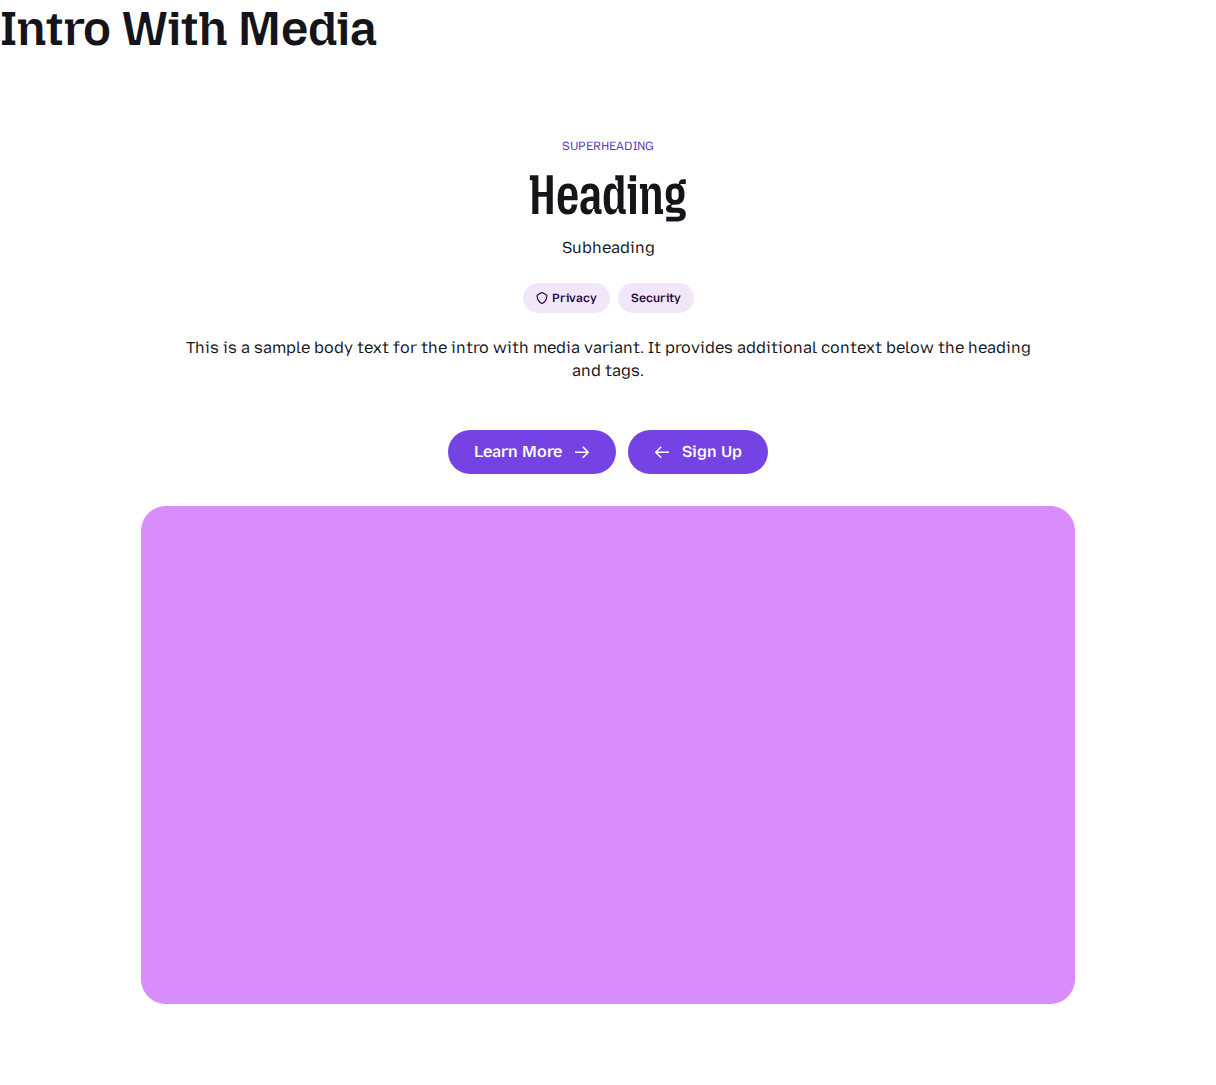 Intro With Media
SUPERHEADING
Heading
Subheading
Privacy Security
This is a sample body text for the intro with media variant. It provides additional context below the heading
and tags.
Learn More Sign Up